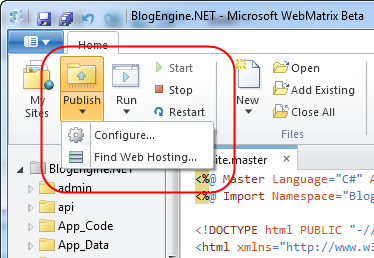 BlogEngine.NET - Microsoft WebMatrix Beta
Home
My Sites
Publish
Run
Start
Stop
Restart
New
Open
Add Existing
Close All
Files
Configure...
Find Web Hosting...
BlogEngine.NET
admin
api
App_Code
App_Data
ite.master
<%@ Master Language="C#" A
<%@ Import Namespace="Blog
<!DOCTYPE html PUBLIC "-//
<html xmlns="http://www.w3